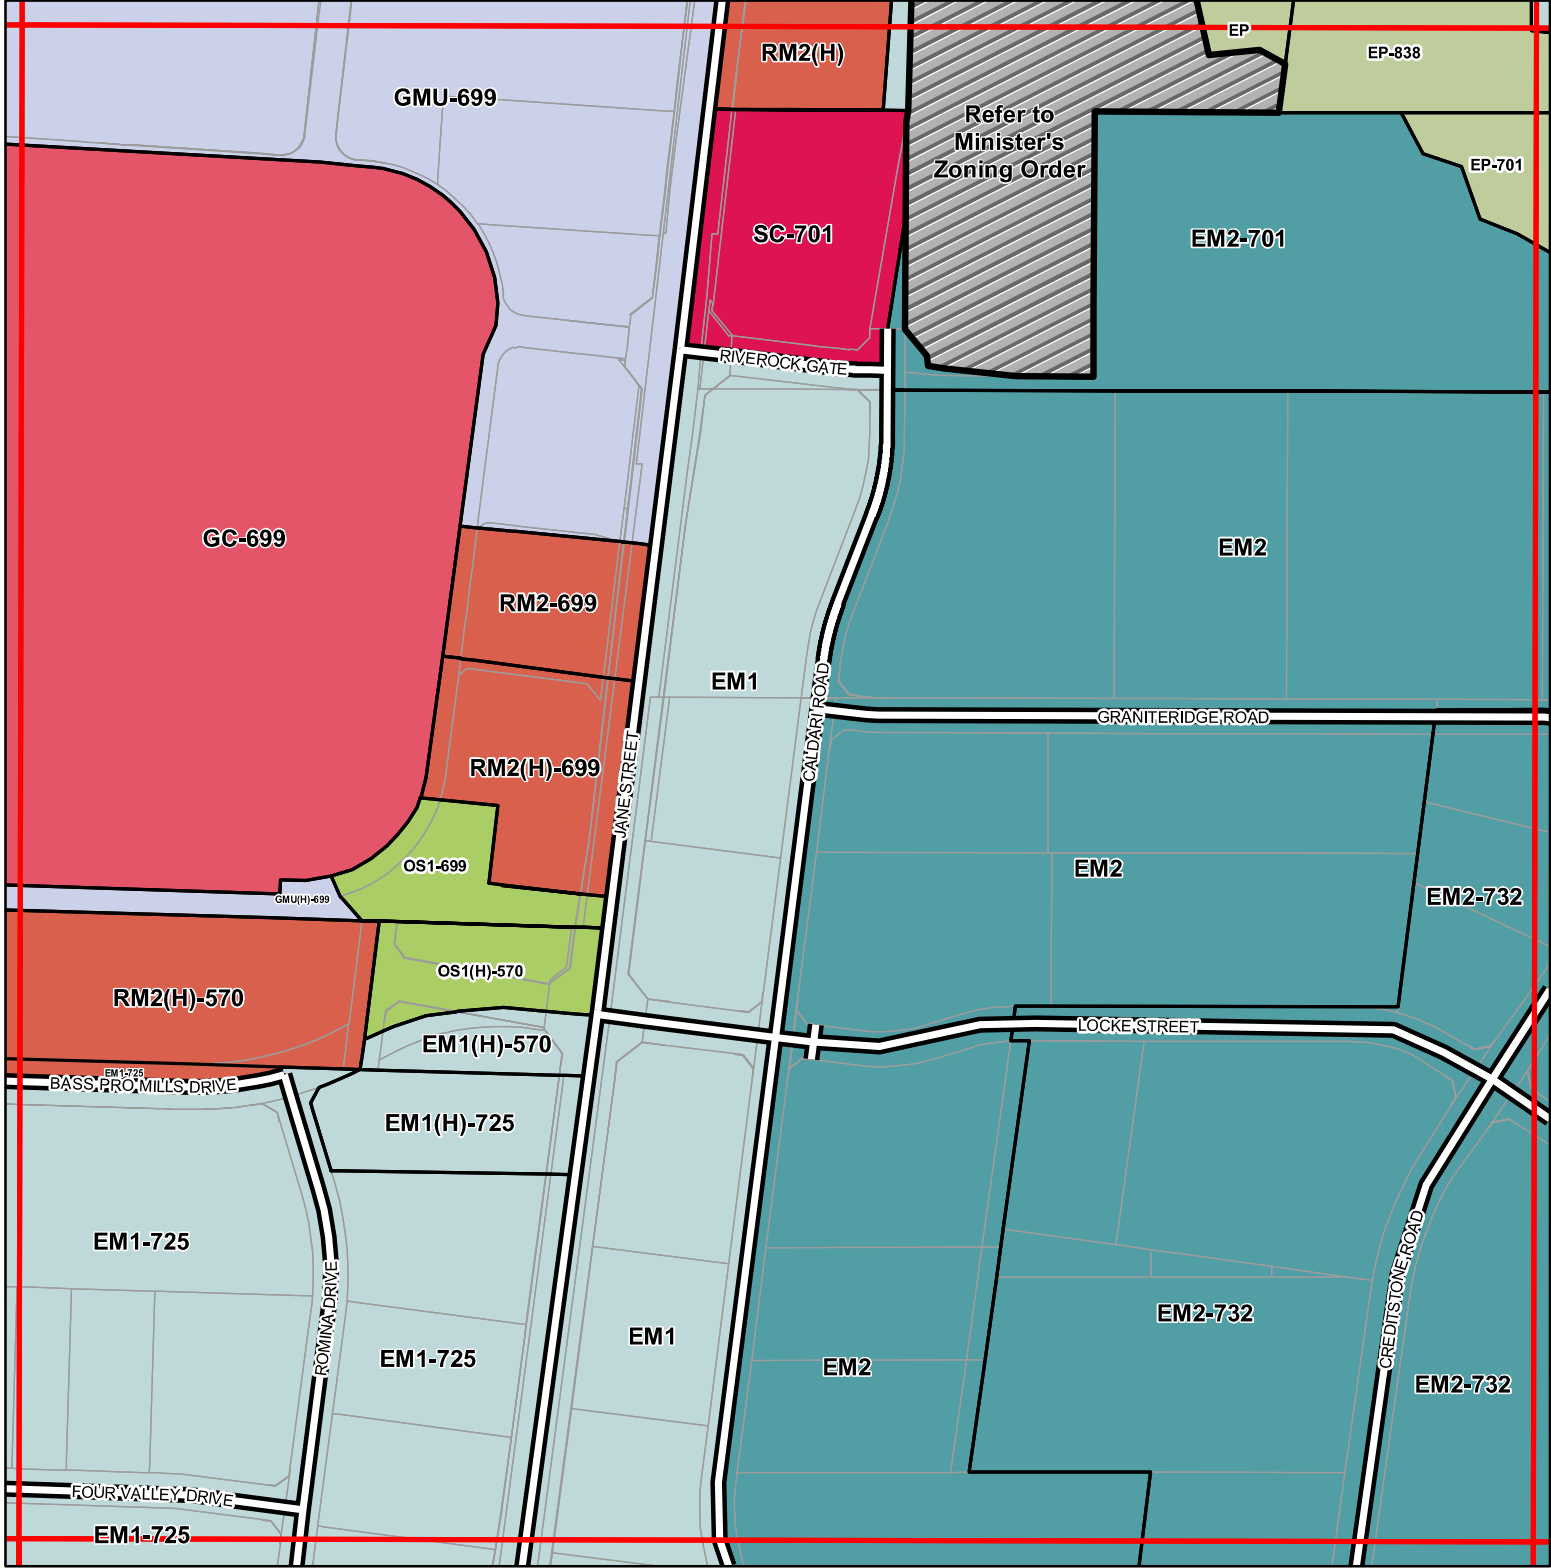 EP
RM2(H)
EP-838
GMU-699
Refer to
Minister's
Zoning Order
EP-701
SC-701
EM2-701
RIVEROCK GATE
GC-699
EM2
RM2-699
EM1
CALDARI ROAD
GRANITERIDGE ROAD
RM2(H)-699
JANE STREET
OS1-699
EM2
EM2-732
GMU(H)-699
OS1(H)-570
RM2(H)-570
LOCKE STREET
EM1(H)-570
EM1-725
BASS PRO MILLS DRIVE
EM1(H)-725
EM1-725
ROMINA DRIVE
CREDITSTONE ROAD
EM2-732
EM1
EM1-725
EM2
EM2-732
FOUR VALLEY DRIVE
EM1-725